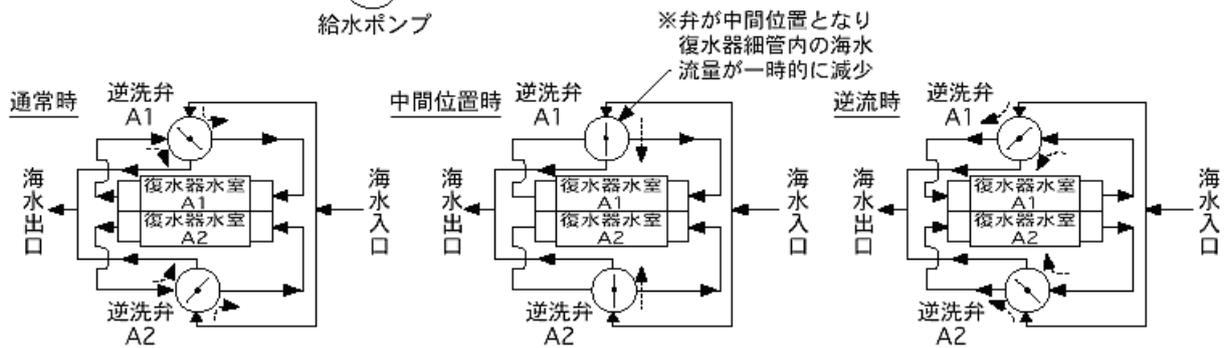 給水ポンプ
※弁が中間位置となり
復水器細管内の海水
流量が一時的に減少
通常時
逆洗弁
A1
海水出口
復水器水室
A1
復水器水室
A2
海水入口
逆洗弁
A2
中間位置時
逆洗弁
A1
海水出口
復水器水室
A1
復水器水室
A2
海水入口
逆洗弁
A2
逆流時
逆洗弁
A1
海水出口
復水器水室
A1
復水器水室
A2
海水入口
逆洗弁
A2